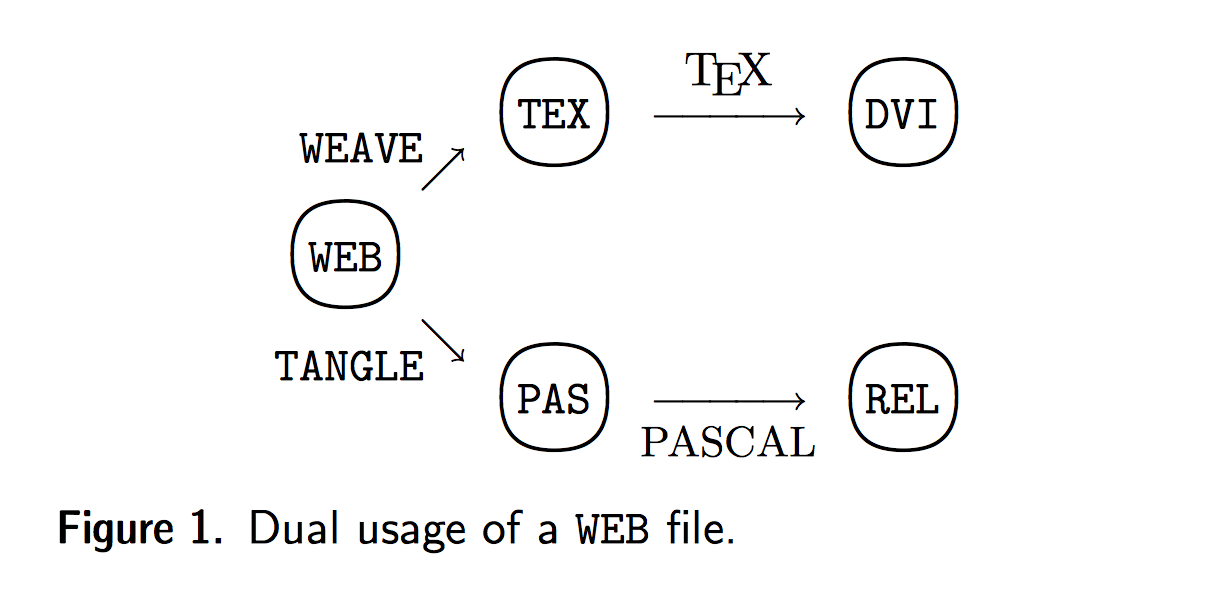 TEX
TEX
DVI
WEAVE
WEB
TANGLE
PAS
PASCAL
REL
Figure 1. Dual usage of a WEB file.